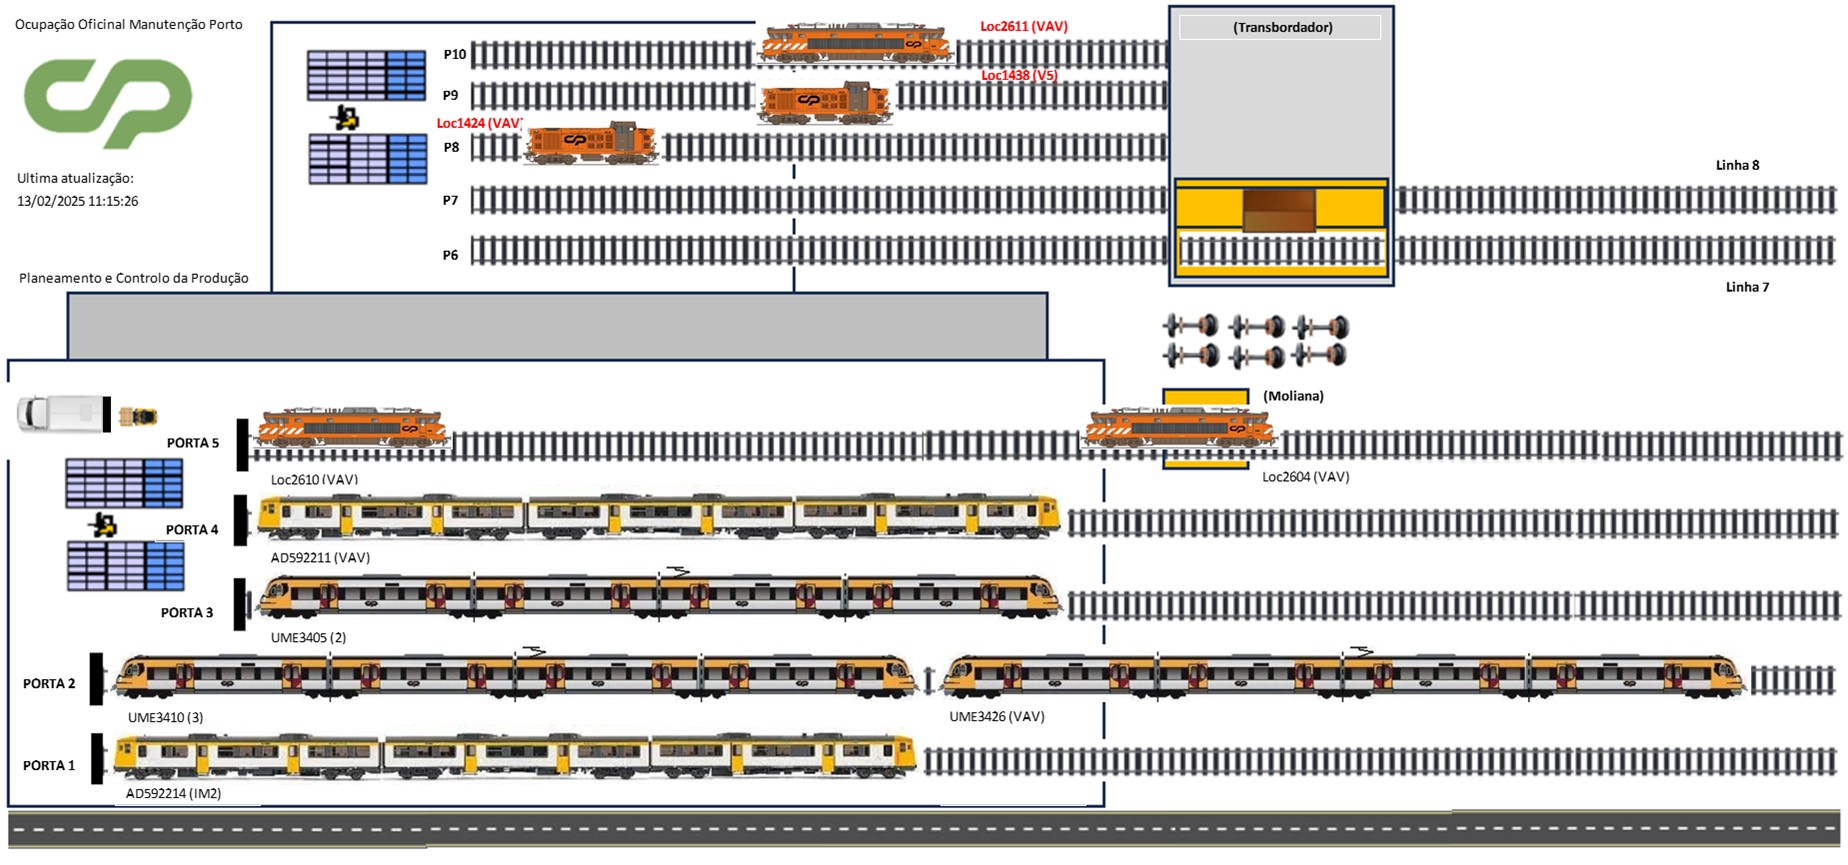 Ocupação Oficinal Manutenção Porto
cp
Ultima atualização:
13/02/2025 11:15:26
Planeamento e Controlo da Produção
Loc2611 (VAV)
P10
Loc1438 (V5)
P9
Loc1424 (VAV)
P8
P7
P6
(Transbordador)
Linha 8
Linha 7
(Moliana)
PORTA 5
Loc2610 (VAV)
Loc2604 (VAV)
PORTA 4
AD592211 (VAV)
PORTA 3
UME3405 (2)
PORTA 2
UME3410 (3)
UME3426 (VAV)
PORTA 1
AD592214 (IM2)